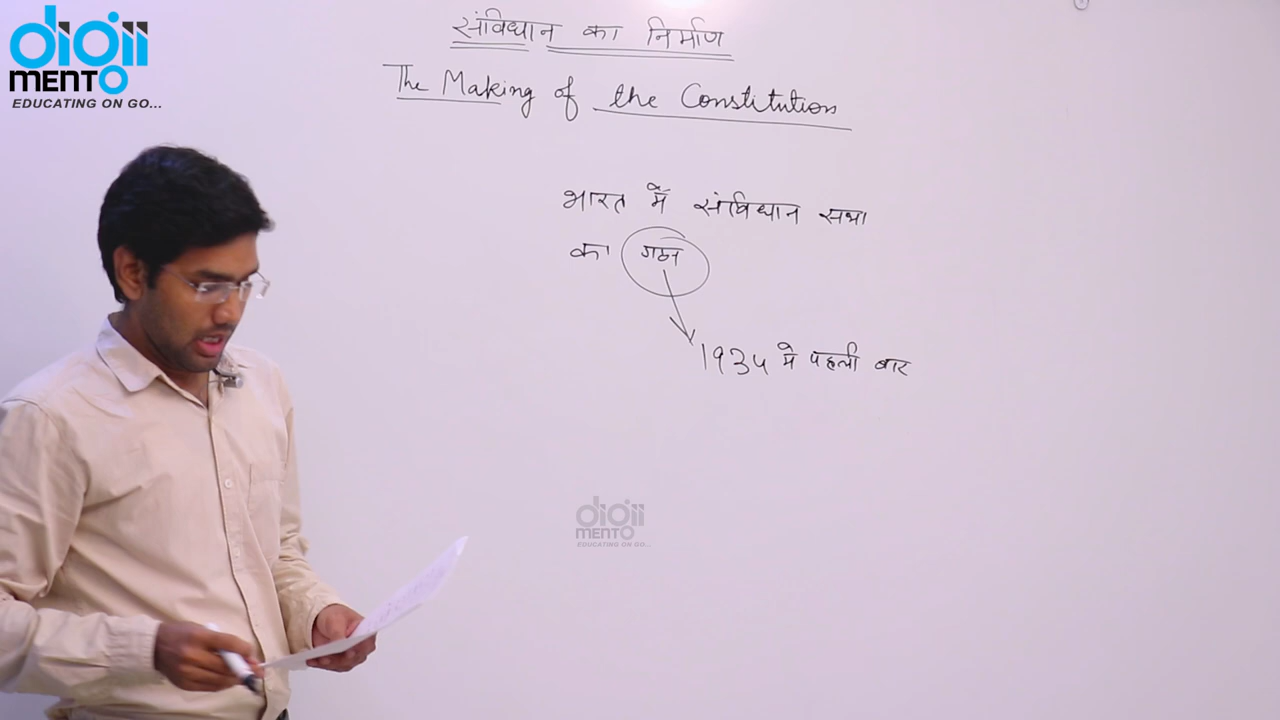 digii
MENTO
EDUCATING ON GO...
संविधान का निर्माण
The Making of the Constitution
भारत में संविधान सभा
का गठन
1934 मे पहली बार
digii
MENTO
EDUCATING ON GO...